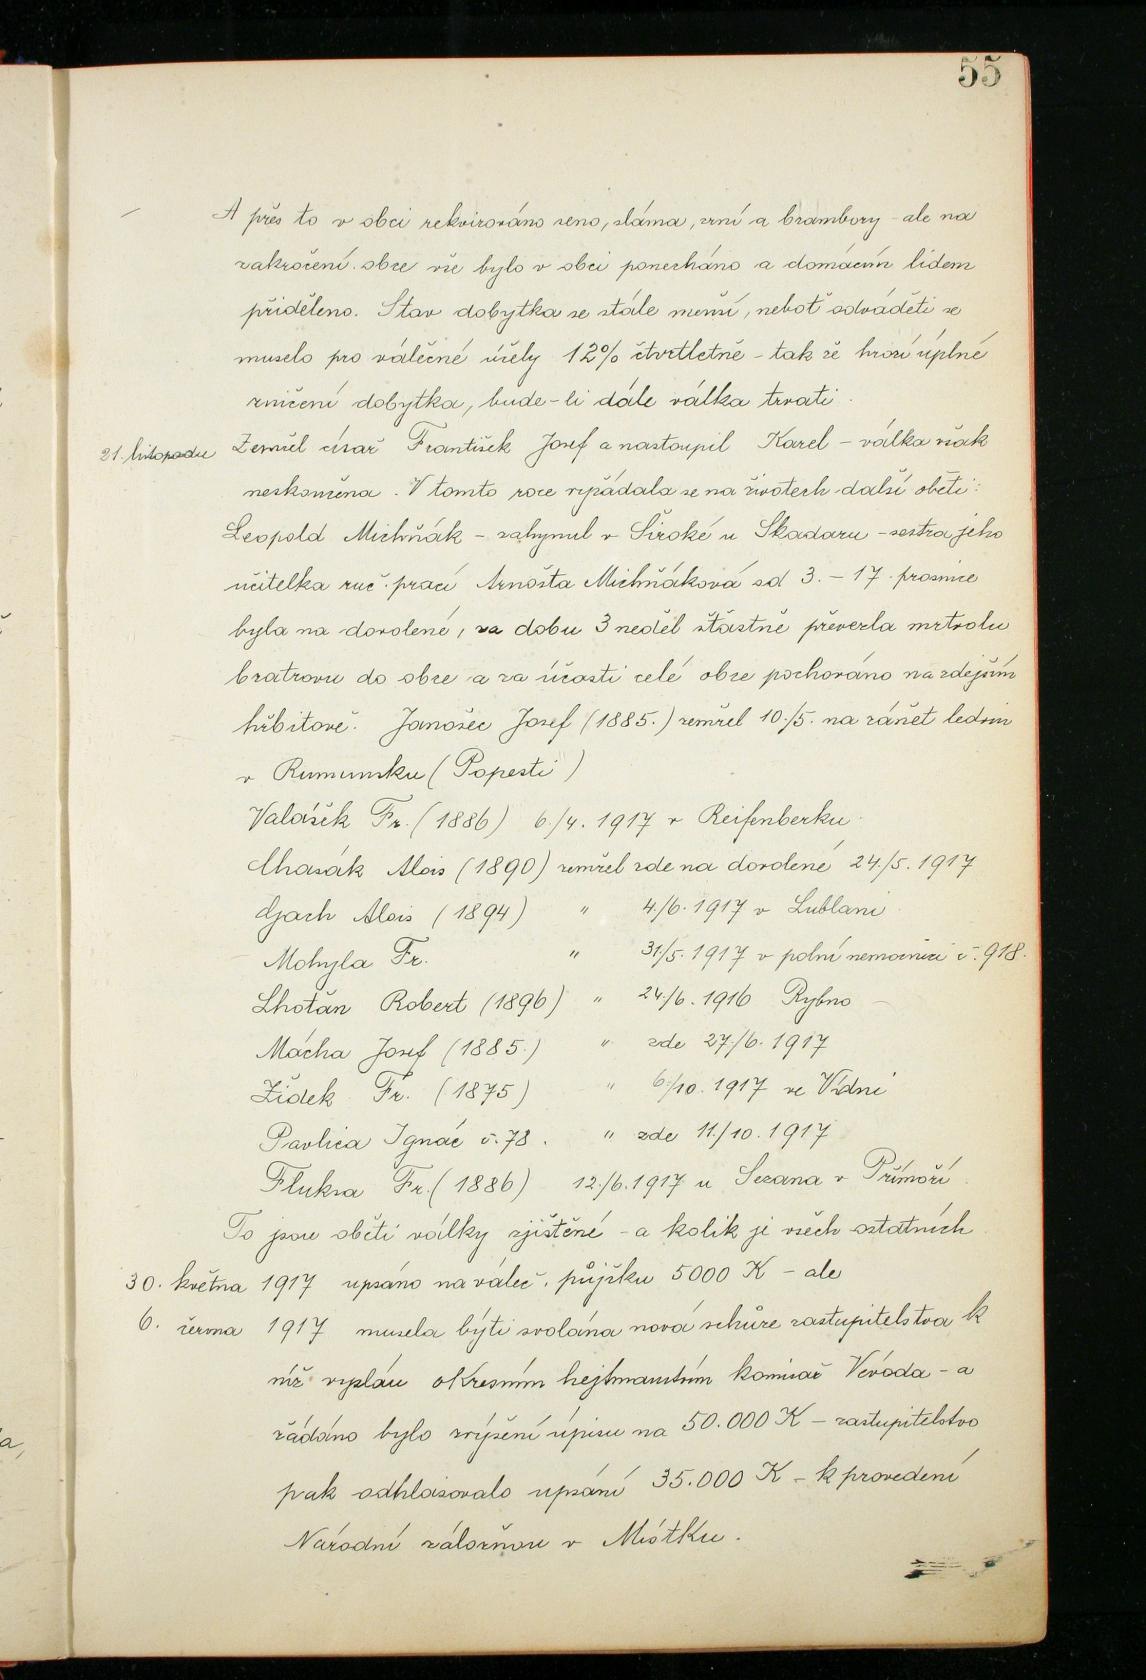 55
A přes to v obci rekvirováno seno, sláma, zrní a brambory - ale na
zakročení obce vše bylo v obci ponecháno a domácím lidem
přiděleno. Stav dobytka se stále menší, neboť odváděti se
muselo pro válečné účely 12% čtvrtletně - tak že hrozí úplné
zničení dobytka, bude-li dále válka trvati.
21. listopadu Zemřel císař František Josef a nastoupil Karel - válka však
neskončena. V tomto roce vyžádala se na životech další oběti:
Leopold Michňák - zahynul v Široké u Skadaru - sestra jeho
učitelka ruč. prací Arnošta Michňáková od 3. - 17. prosince
byla na dovolené, za dobu 3 neděl šťastně převezla mrtvolu
bratrovu do obce a za účasti celé obce pochováno na zdejším
hřbitově. Janošec Josef (1885.) zemřel 10./5. na zánět ledvin
v Rumunsku (Popesti)
Valášek Fr. (1886) 6./4. 1917 v Reifenberku.
Chasák Alois (1890) zemřel zde na dovolené 24./5. 1917
Gjach Alois (1894) " 4./6. 1917 v Lublani
Mohyla Fr. " 31./5. 1917 v polní nemocnici č. 918.
Lhoťan Robert (1896) " 24./6. 1916 Rybno -
Mácha Josef (1885.) " zde 27./6. 1917
Žídek Fr. (1875) " 6./10. 1917 ve Vídni
Pavlica Ignác č. 78. " zde 11./10. 1917
Fluksa Fr. (1886) 12./6. 1917 u Sezana v Přímoří.
To jsou oběti války zjištěné - a kolik je všech ostatních
30. května 1917 upsáno na váleč. půjčku 5000 K - ale
6. června 1917 musela býti svolána nová schůze zastupitelstva k
níž vyslán okresním hejtmanstvím komisař Vévoda - a
žádáno bylo zvýšení úpisu na 50.000 K - zastupitelstvo
pak odhlasovalo upsání 35.000 K - k provedení
Národní záložnou v Místku.